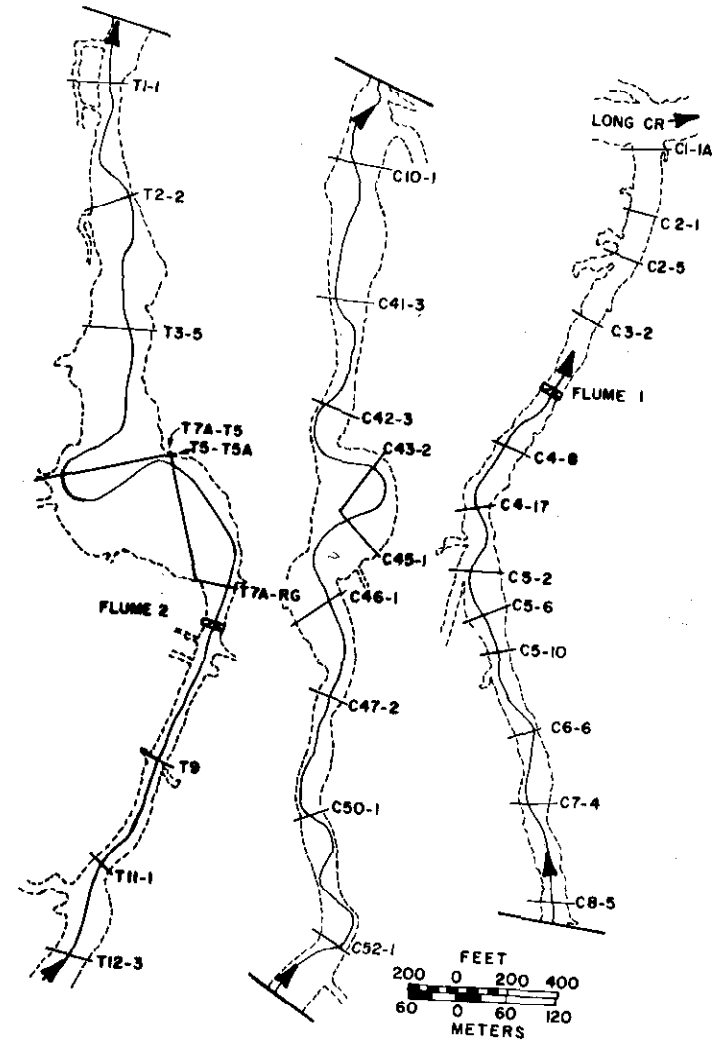 T1-1
T2-2
T3-5
T7A-T5
T5-T5A
T7A-RG
FLUME 2
T9
T11-1
T12-3
C10-1
C41-3
C42-3
C43-2
C45-1
C46-1
C47-2
C50-1
C52-1
LONG CR
C1-1A
C2-1
C2-5
C3-2
FLUME 1
C4-8
C4-17
C5-2
C5-6
C5-10
C6-6
C7-4
C8-5
FEET
200 0 200 400
60 0 60 120
METERS